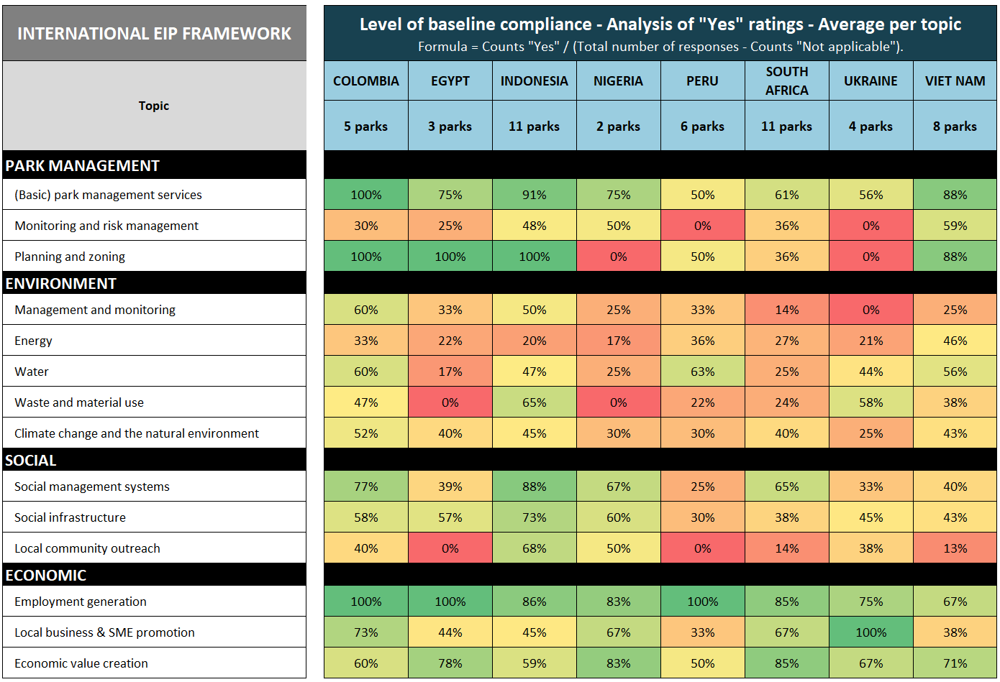 INTERNATIONAL EIP FRAMEWORK
Level of baseline compliance - Analysis of "Yes" ratings - Average per topic
Formula = Counts "Yes" / (Total number of responses - Counts "Not applicable").
Topic
COLOMBIA EGYPT INDONESIA NIGERIA PERU SOUTH AFRICA UKRAINE VIET NAM
5 parks 3 parks 11 parks 2 parks 6 parks 11 parks 4 parks 8 parks
PARK MANAGEMENT
(Basic) park management services 100% 75% 91% 75% 50% 61% 56% 88%
Monitoring and risk management 30% 25% 48% 50% 0% 36% 0% 59%
Planning and zoning 100% 100% 100% 0% 50% 36% 0% 88%
ENVIRONMENT
Management and monitoring 60% 33% 50% 25% 33% 14% 0% 25%
Energy 33% 22% 20% 17% 36% 27% 21% 46%
Water 60% 17% 47% 25% 63% 25% 44% 56%
Waste and material use 47% 0% 65% 0% 22% 24% 58% 38%
Climate change and the natural environment 52% 40% 45% 30% 30% 40% 25% 43%
SOCIAL
Social management systems 77% 39% 88% 67% 25% 65% 33% 40%
Social infrastructure 58% 57% 73% 60% 30% 38% 45% 43%
Local community outreach 40% 0% 68% 50% 0% 14% 38% 13%
ECONOMIC
Employment generation 100% 100% 86% 83% 100% 85% 75% 67%
Local business & SME promotion 73% 44% 45% 67% 33% 67% 100% 38%
Economic value creation 60% 78% 59% 83% 50% 85% 67% 71%